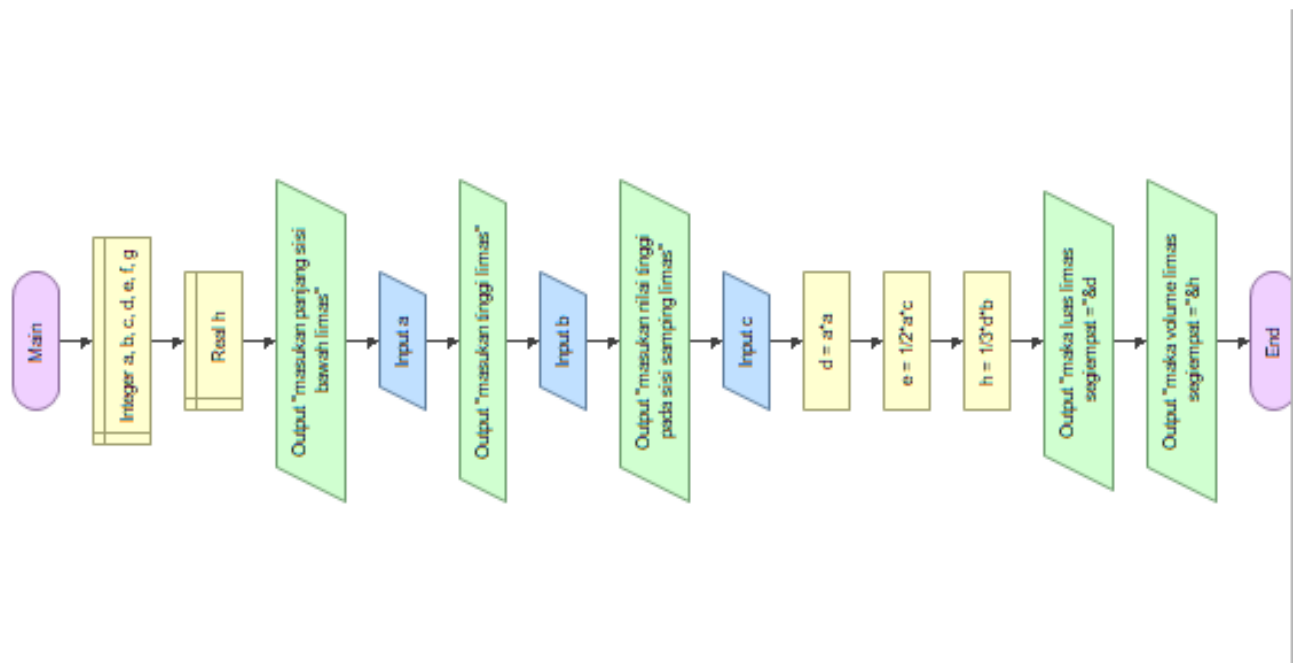 Main
Integer a, b, c, d, e, f, g
Real h
Output "masukan panjang sisi
bawah limas"
Input a
Output "masukan tinggi limas"
Input b
Output "masukan nilai tinggi
pada sisi samping limas"
Input c
d = a*a
e = 1/2*a*c
h = 1/3*d*b
Output "maka luas limas
segiempat ="&d
Output "maka volume limas
segiempat ="&h
End